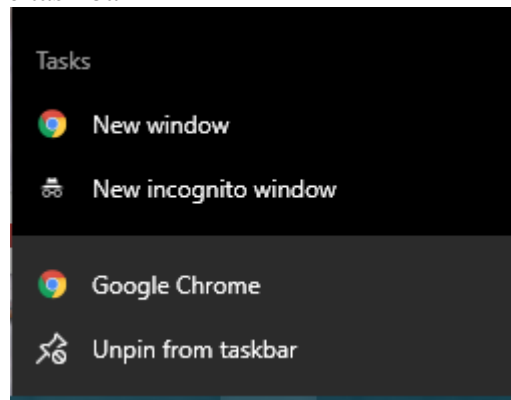 Tasks
New window
New incognito window
Google Chrome
Unpin from taskbar